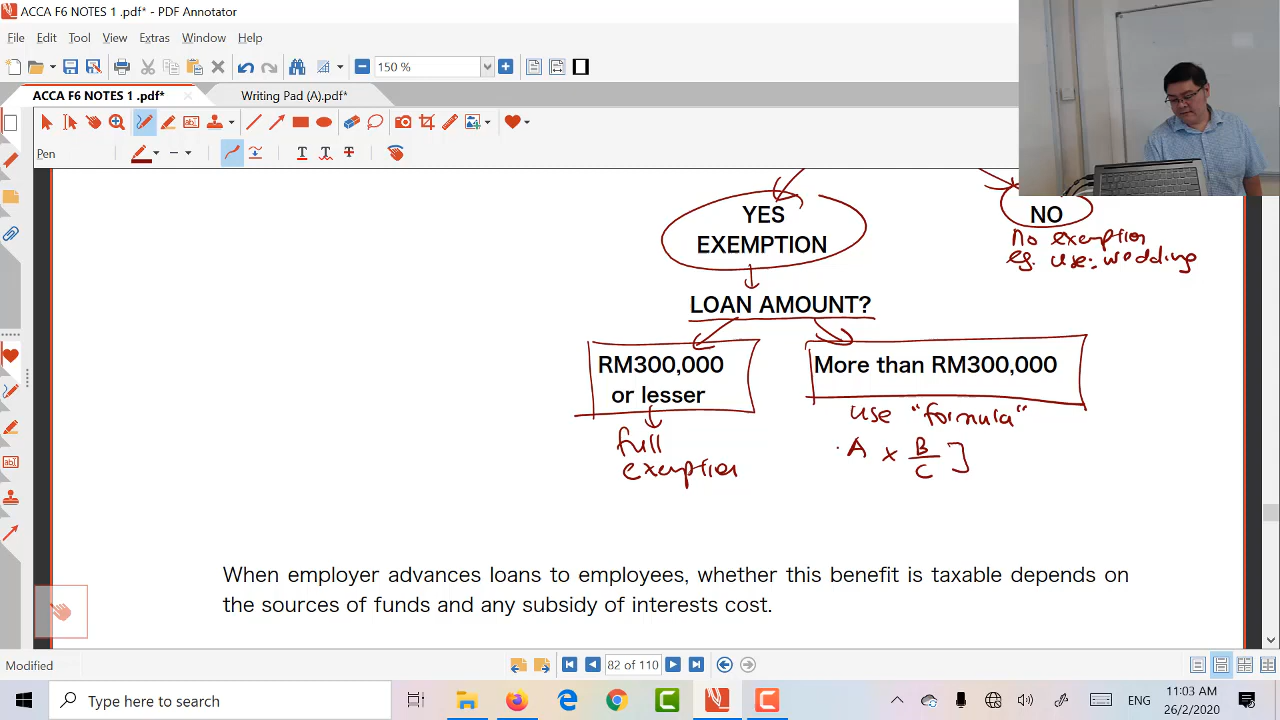 ACCA F6 NOTES 1 .pdf* - PDF Annotator
File Edit Tool View Extras Window Help
150 %
ACCA F6 NOTES 1 .pdf* Writing Pad (A).pdf*
Pen
YES
EXEMPTION
NO
no exemption
eg. use: wedding
LOAN AMOUNT?
RM300,000
or lesser
More than RM300,000
full
exemption
use "formula"
A x B
C
When employer advances loans to employees, whether this benefit is taxable depends on
the sources of funds and any subsidy of interests cost.
Modified
82 of 110
Type here to search
ENG
11:03 AM
26/2/2020